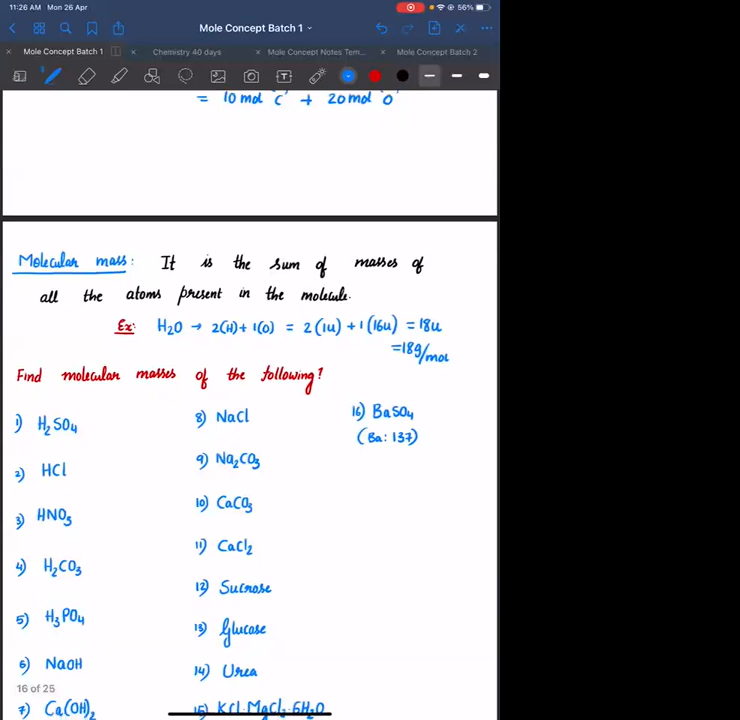 11:26 AM Mon 26 Apr
56%
Mole Concept Batch 1
Mole Concept Batch 1 Chemistry 40 days Mole Concept Notes Tem... Mole Concept Batch 2
= 10 mol C + 20 mol O
Molecular mass: It is the sum of masses of
all the atoms present in the molecule.
Ex: H₂O → 2(H) + 1(O) = 2(1u) + 1(16u) = 18u
= 18g/mol
Find molecular masses of the following?
1) H₂SO₄
2) HCl
3) HNO₃
4) H₂CO₃
5) H₃PO₄
6) NaOH
7) Ca(OH)₂
8) NaCl
9) Na₂CO₃
10) CaCO₃
11) CaCl₂
12) Sucrose
13) Glucose
14) Urea
15) KCl·MgCl₂·6H₂O
16) BaSO₄
(Ba: 137)
16 of 25